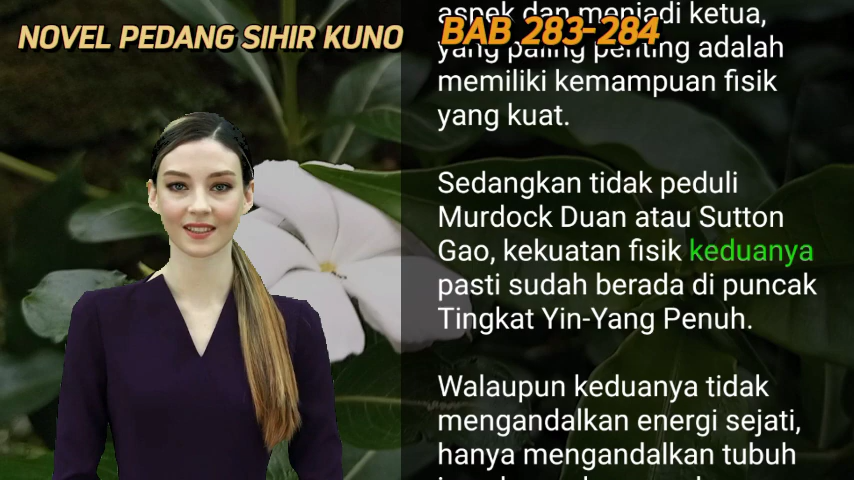 NOVEL PEDANG SIHIR KUNO
BAB 283-284
aspek dan menjadi ketua,
yang paling penting adalah
memiliki kemampuan fisik
yang kuat.
Sedangkan tidak peduli
Murdock Duan atau Sutton
Gao, kekuatan fisik keduanya
pasti sudah berada di puncak
Tingkat Yin-Yang Penuh.
Walaupun keduanya tidak
mengandalkan energi sejati,
hanya mengandalkan tubuh